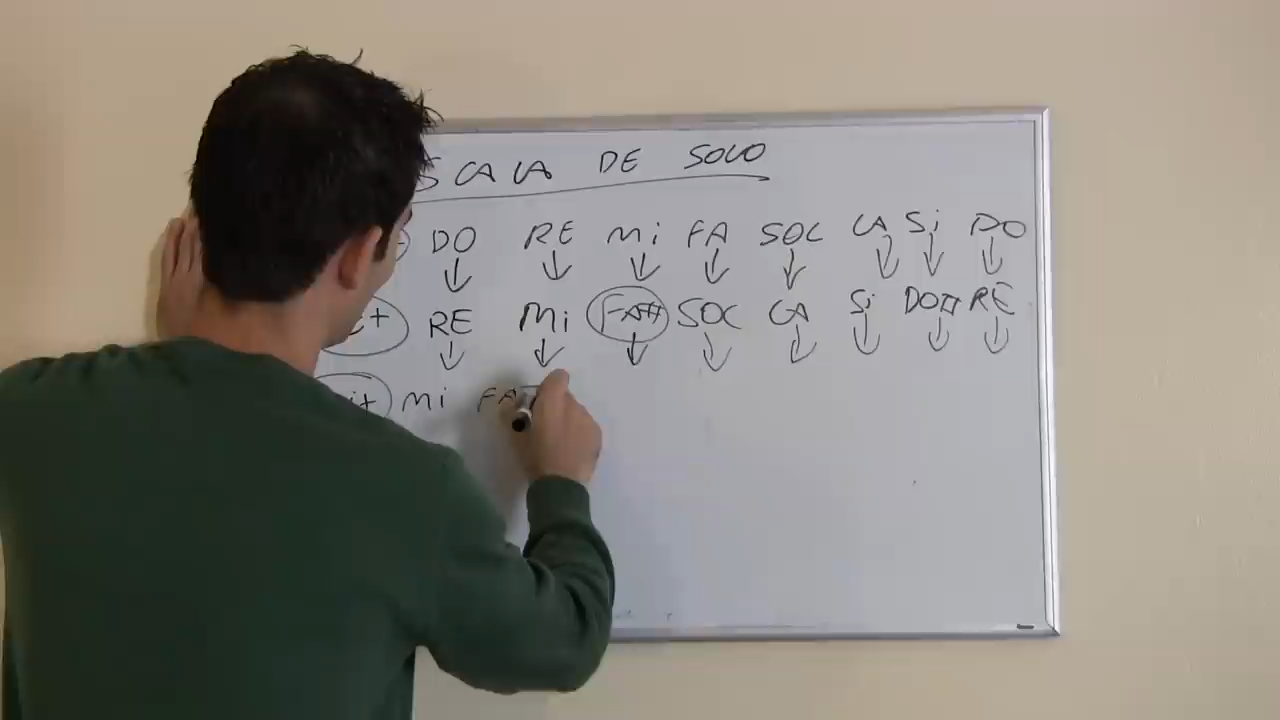 SCALA DE SOLO
DO RE Mi FA SOL LA Si DO
+ RE Mi FA# SOL LA Si DO# RE
i+ Mi FA